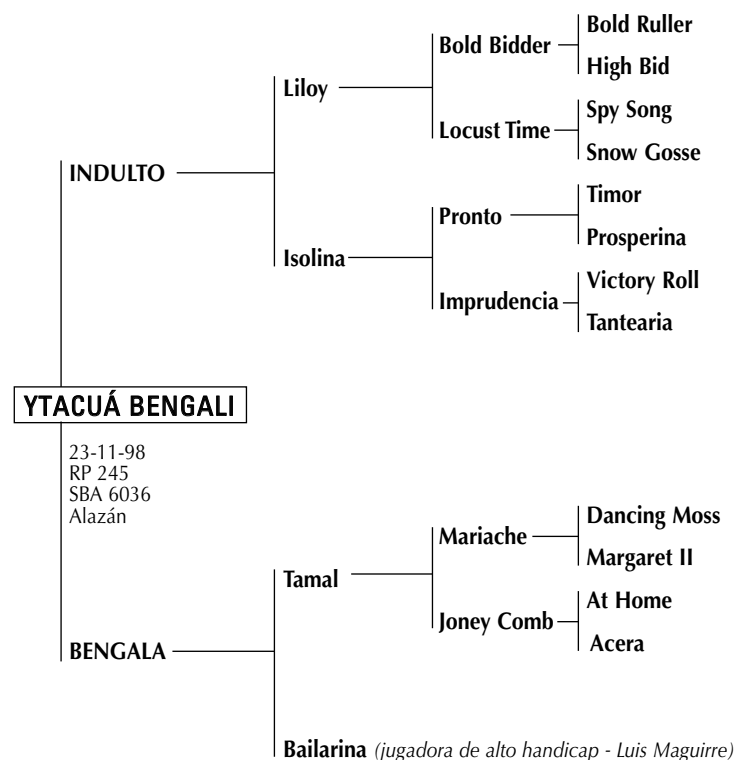 Bold Ruller
Bold Bidder
High Bid
Liloy
Spy Song
Locust Time
Snow Gosse
INDULTO
Timor
Pronto
Prosperina
Isolina
Victory Roll
Imprudencia
Tantearia
YTACUÁ BENGALI
23-11-98
RP 245
SBA 6036
Alazán
Dancing Moss
Mariache
Margaret II
Tamal
At Home
Joney Comb
Acera
BENGALA
Bailarina (jugadora de alto handicap - Luis Maguirre)